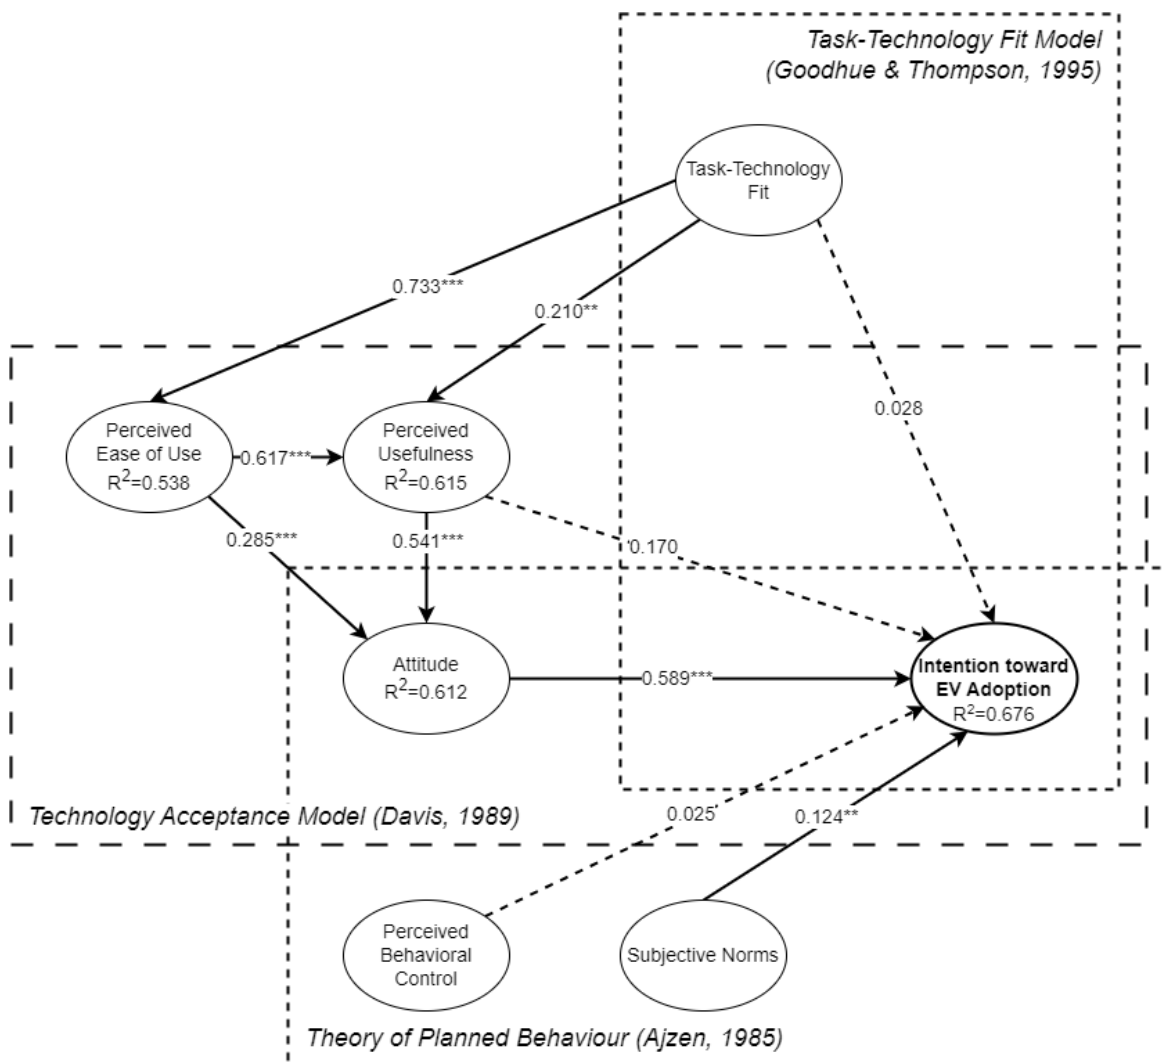 Task-Technology Fit Model
(Goodhue & Thompson, 1995)
Task-Technology
Fit
0.733***
0.210**
0.028
Perceived
Ease of Use
R²=0.538
0.617***
Perceived
Usefulness
R²=0.615
0.285***
0.541***
0.170
Attitude
R²=0.612
0.589***
Intention toward
EV Adoption
R²=0.676
Technology Acceptance Model (Davis, 1989)
0.025
0.124**
Perceived
Behavioral
Control
Subjective Norms
Theory of Planned Behaviour (Ajzen, 1985)